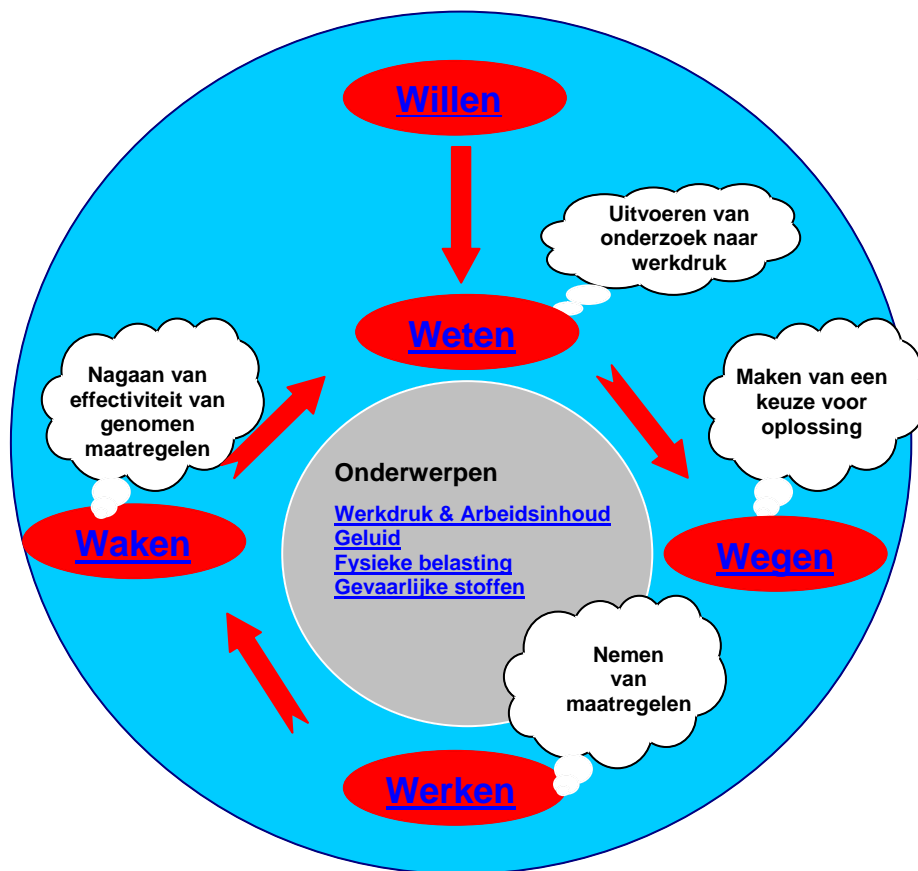 Willen
Uitvoeren van
onderzoek naar
werkdruk
Weten
Nagaan van
effectiviteit van
genomen
maatregelen
Maken van een
keuze voor
oplossing
Onderwerpen
Werkdruk & Arbeidsinhoud
Geluid
Fysieke belasting
Gevaarlijke stoffen
Waken
Wegen
Nemen
van
maatregelen
Werken